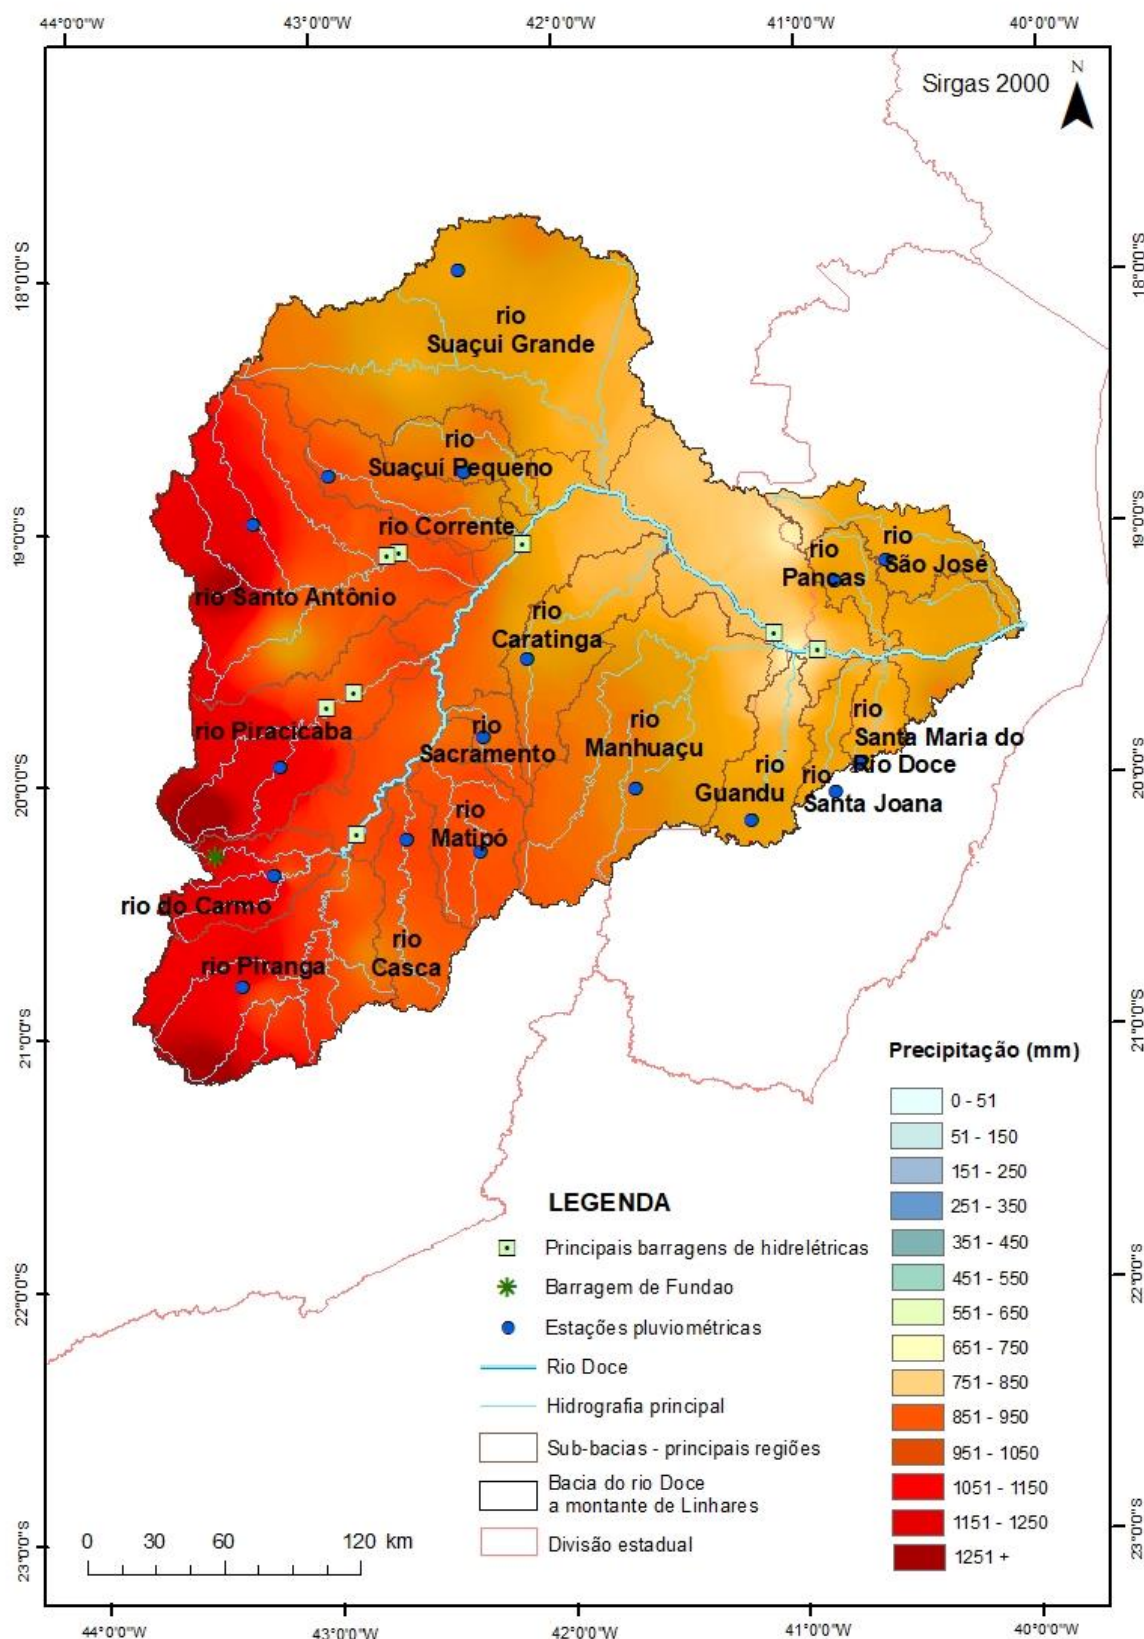 44°0'0"W 43°0'0"W 42°0'0"W 41°0'0"W 40°0'0"W
Sirgas 2000
N
18°0'0"S
18°0'0"S
rio
Suaçui Grande
rio
Suaçuí Pequeno
rio Corrente
19°0'0"S
19°0'0"S
rio
São José
rio
Pancas
rio Santo Antônio
rio
Caratinga
rio Piracicaba
rio
Sacramento
rio
Manhuaçu
rio
Santa Maria do
Rio Doce
rio
Guandu
rio
Santa Joana
20°0'0"S
20°0'0"S
rio
Matipó
rio do Carmo
rio
Casca
rio Piranga
21°0'0"S
21°0'0"S
Precipitação (mm)
0 - 51
51 - 150
151 - 250
251 - 350
351 - 450
451 - 550
551 - 650
651 - 750
751 - 850
851 - 950
951 - 1050
1051 - 1150
1151 - 1250
1251 +
LEGENDA
Principais barragens de hidrelétricas
Barragem de Fundao
Estações pluviométricas
Rio Doce
Hidrografia principal
Sub-bacias - principais regiões
Bacia do rio Doce
a montante de Linhares
Divisão estadual
22°0'0"S
22°0'0"S
0 30 60 120 km
23°0'0"S
23°0'0"S
44°0'0"W 43°0'0"W 42°0'0"W 41°0'0"W 40°0'0"W